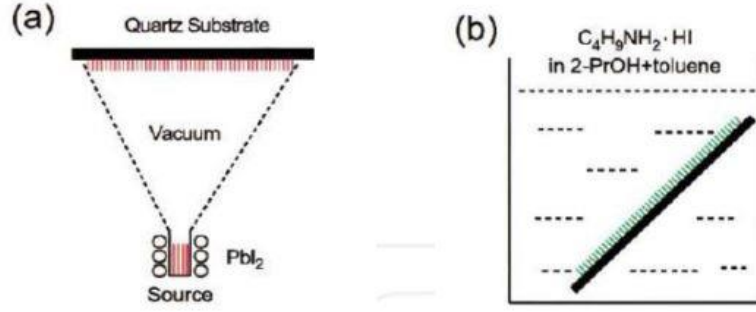 (a)
Quartz Substrate
Vacuum
PbI₂
Source
(b)
C₄H₉NH₂·HI
in 2-PrOH+toluene